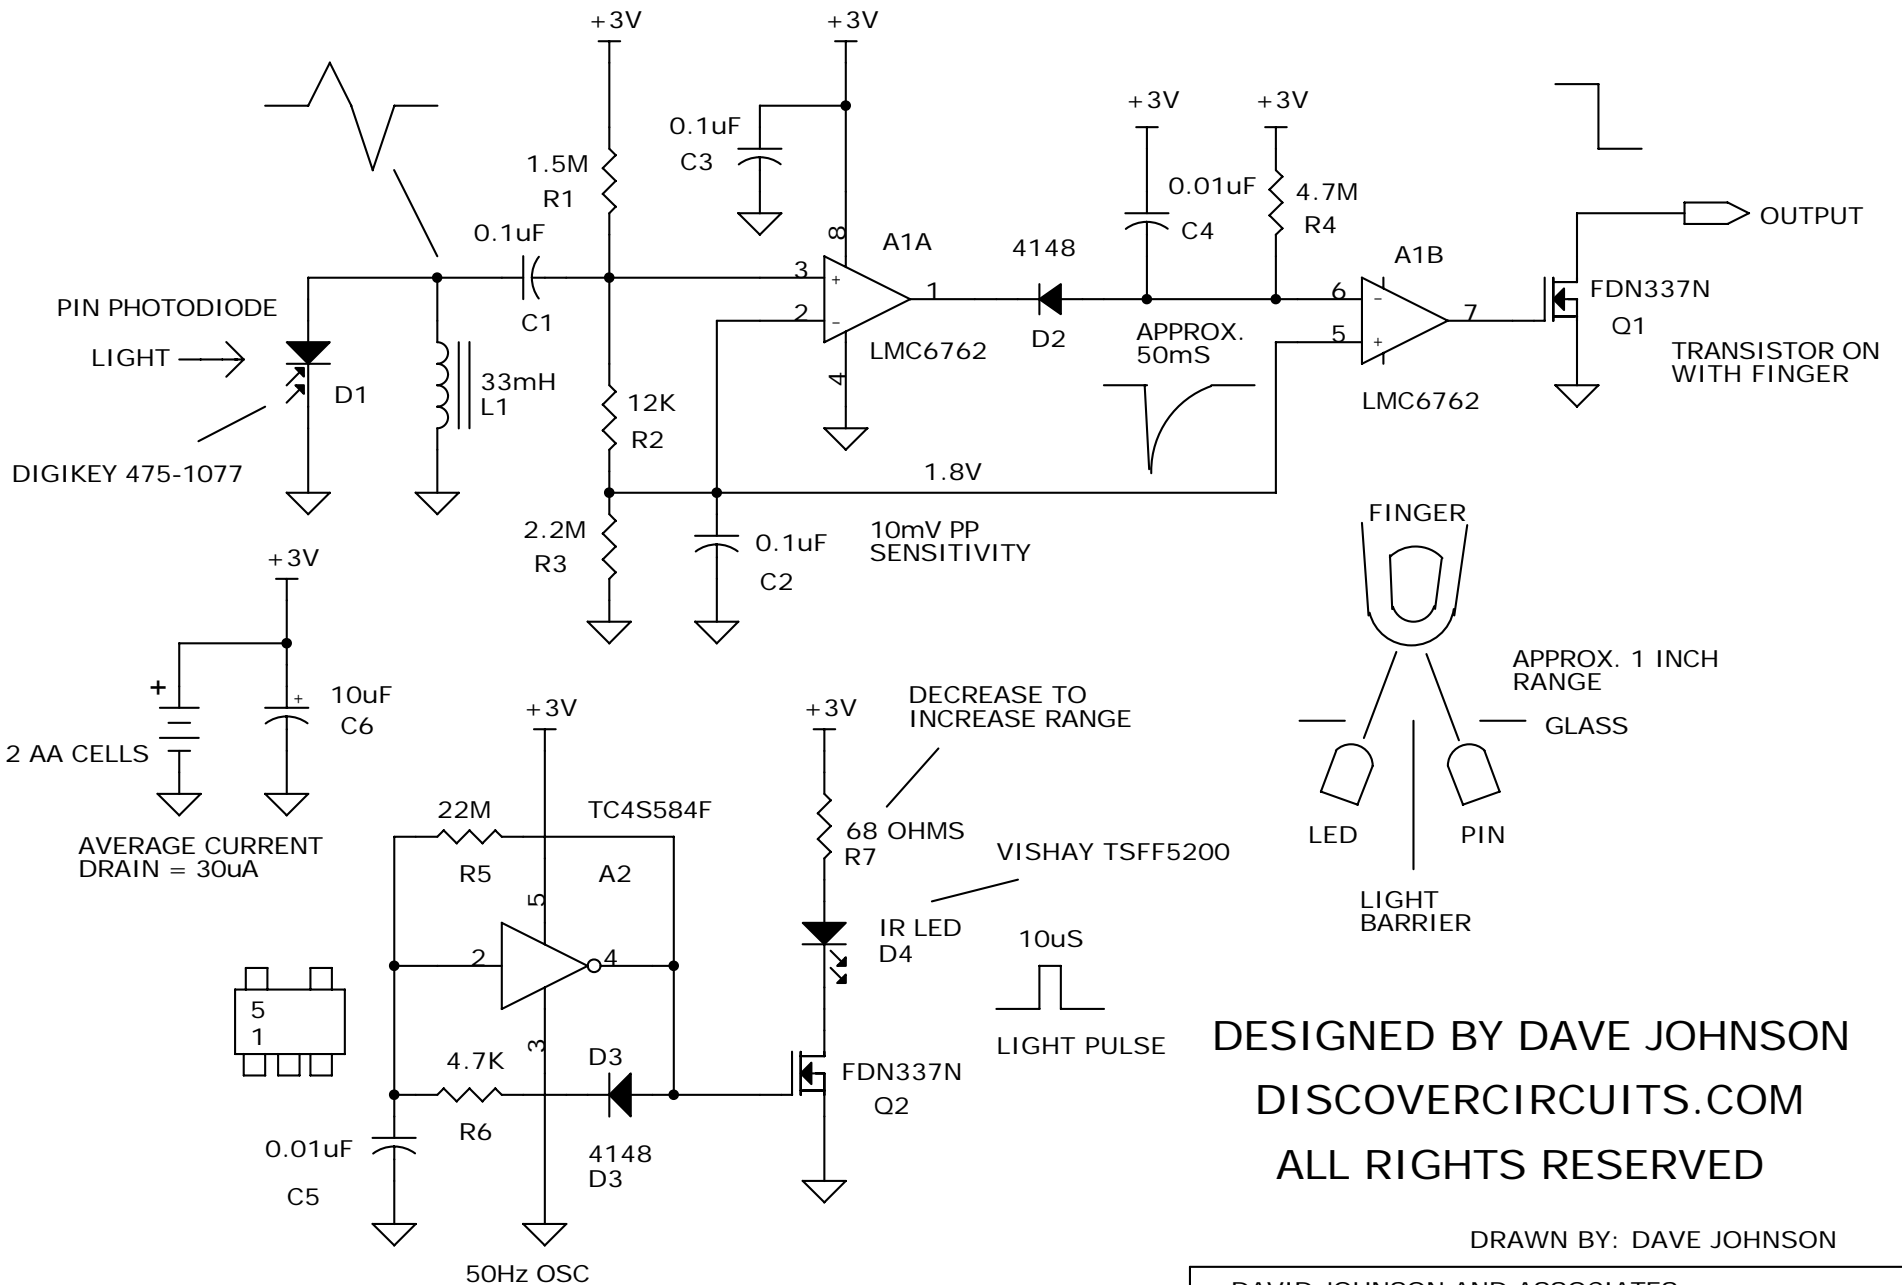 +3V
+3V
+3V
+3V
0.1uF
C3
1.5M
R1
0.01uF
C4
4.7M
R4
OUTPUT
0.1uF
C1
8
A1A
4148
A1B
3
+
2
−
1
4
LMC6762
D2
APPROX.
50mS
6
−
5
+
7
LMC6762
FDN337N
Q1
TRANSISTOR ON
WITH FINGER
PIN PHOTODIODE
LIGHT
D1
33mH
L1
12K
R2
DIGIKEY 475-1077
1.8V
2.2M
R3
0.1uF
C2
10mV PP
SENSITIVITY
FINGER
+3V
+
+
10uF
C6
2 AA CELLS
AVERAGE CURRENT
DRAIN = 30uA
+3V
+3V
DECREASE TO
INCREASE RANGE
APPROX. 1 INCH
RANGE
GLASS
LED
PIN
LIGHT
BARRIER
22M
R5
TC4S584F
A2
68 OHMS
R7
VISHAY TSFF5200
5
2
4
3
IR LED
D4
10uS
LIGHT PULSE
5
1
4.7K
R6
D3
4148
D3
FDN337N
Q2
0.01uF
C5
50Hz OSC
DESIGNED BY DAVE JOHNSON
DISCOVERCIRCUITS.COM
ALL RIGHTS RESERVED
DRAWN BY: DAVE JOHNSON
DAVID JOHNSON AND ASSOCIATES